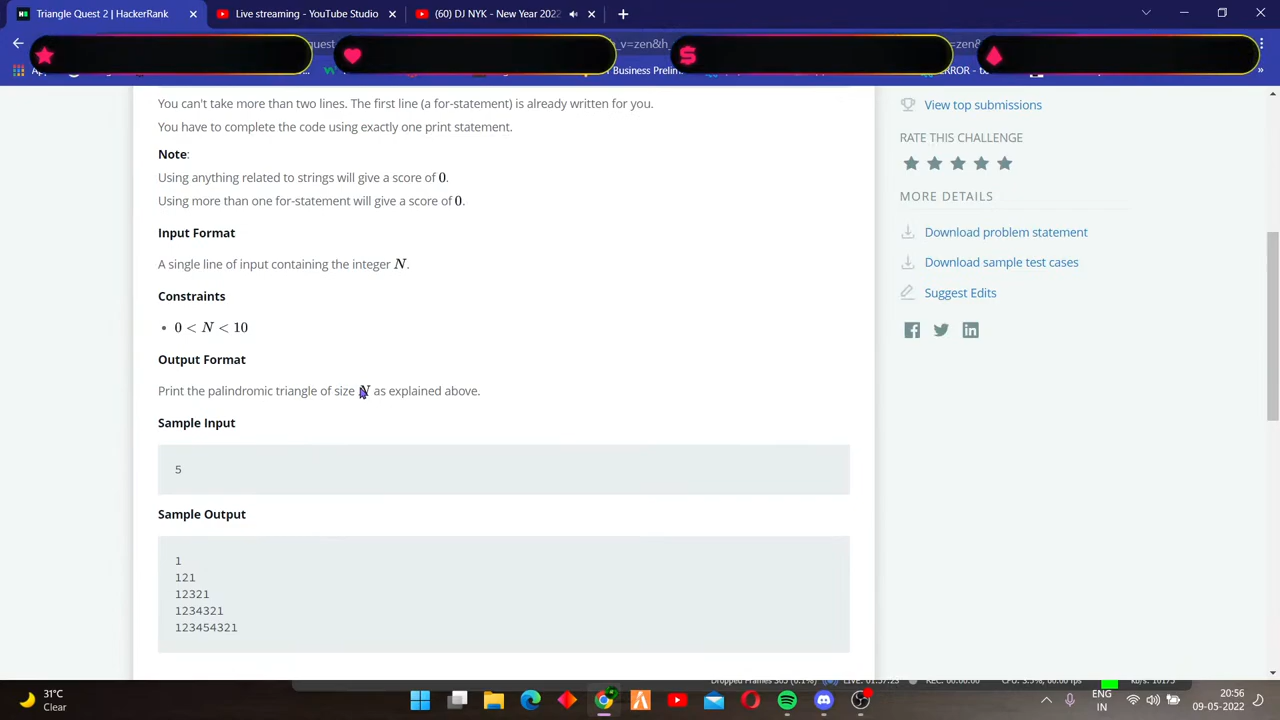 Triangle Quest 2 | HackerRank
Live streaming - YouTube Studio
(60) DJ NYK - New Year 2022
_v=zen&h_
v=zen&
Business Prelim
RROR
You can't take more than two lines. The first line (a for-statement) is already written for you.
View top submissions
You have to complete the code using exactly one print statement.
RATE THIS CHALLENGE
Note:
Using anything related to strings will give a score of 0.
MORE DETAILS
Using more than one for-statement will give a score of 0.
Input Format
Download problem statement
A single line of input containing the integer N.
Download sample test cases
Constraints
Suggest Edits
• 0 < N < 10
Output Format
Print the palindromic triangle of size N as explained above.
Sample Input
5
Sample Output
1
121
12321
1234321
123454321
31°C
Clear
ENG
IN
20:56
09-05-2022